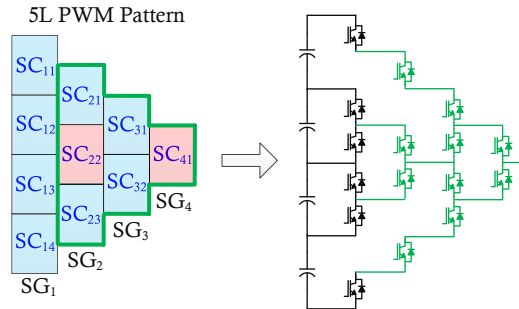 5L PWM Pattern
SC₁₁
SC₂₁
SC₁₂
SC₃₁
SC₂₂
SC₄₁
SC₁₃
SC₃₂
SC₂₃
SC₁₄
SG₄
SG₃
SG₂
SG₁